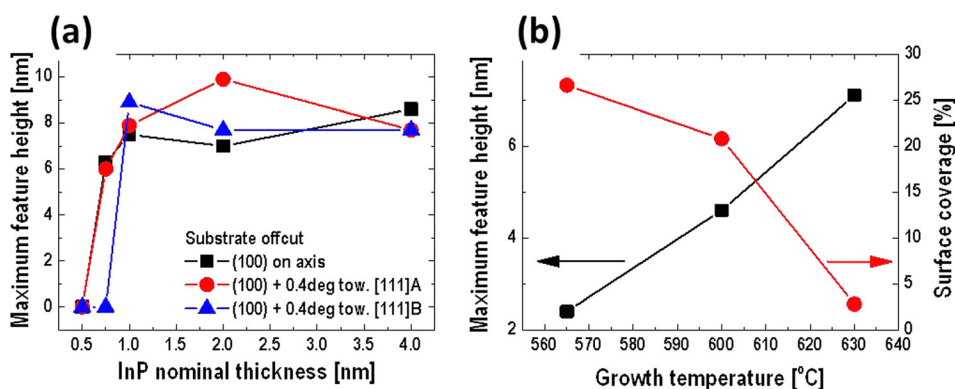 (a)
Maximum feature height [nm]
10
8
6
4
2
0
0.5 1.0 1.5 2.0 2.5 3.0 3.5 4.0
InP nominal thickness [nm]
Substrate offcut
(100) on axis
(100) + 0.4deg tow. [111]A
(100) + 0.4deg tow. [111]B
(b)
Maximum feature height [nm]
6
4
2
560 570 580 590 600 610 620 630 640
Growth temperature [°C]
30
25
20
15
10
5
0
Surface coverage [%]